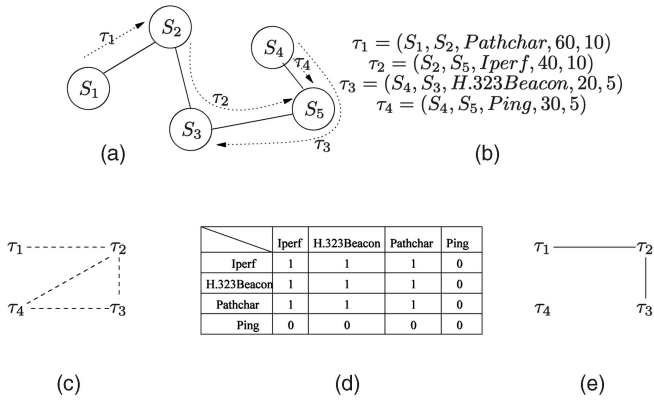 τ1
S2
S1
S4
τ4
τ2
S5
S3
τ3
(a)
τ1 = (S1, S2, Pathchar, 60, 10)
τ2 = (S2, S5, Iperf, 40, 10)
τ3 = (S4, S3, H.323Beacon, 20, 5)
τ4 = (S4, S5, Ping, 30, 5)
(b)
τ1 τ2
τ4 τ3
(c)
Iperf H.323Beacon Pathchar Ping
Iperf 1 1 1 0
H.323Beacon 1 1 1 0
Pathchar 1 1 1 0
Ping 0 0 0 0
(d)
τ1 τ2
τ4 τ3
(e)